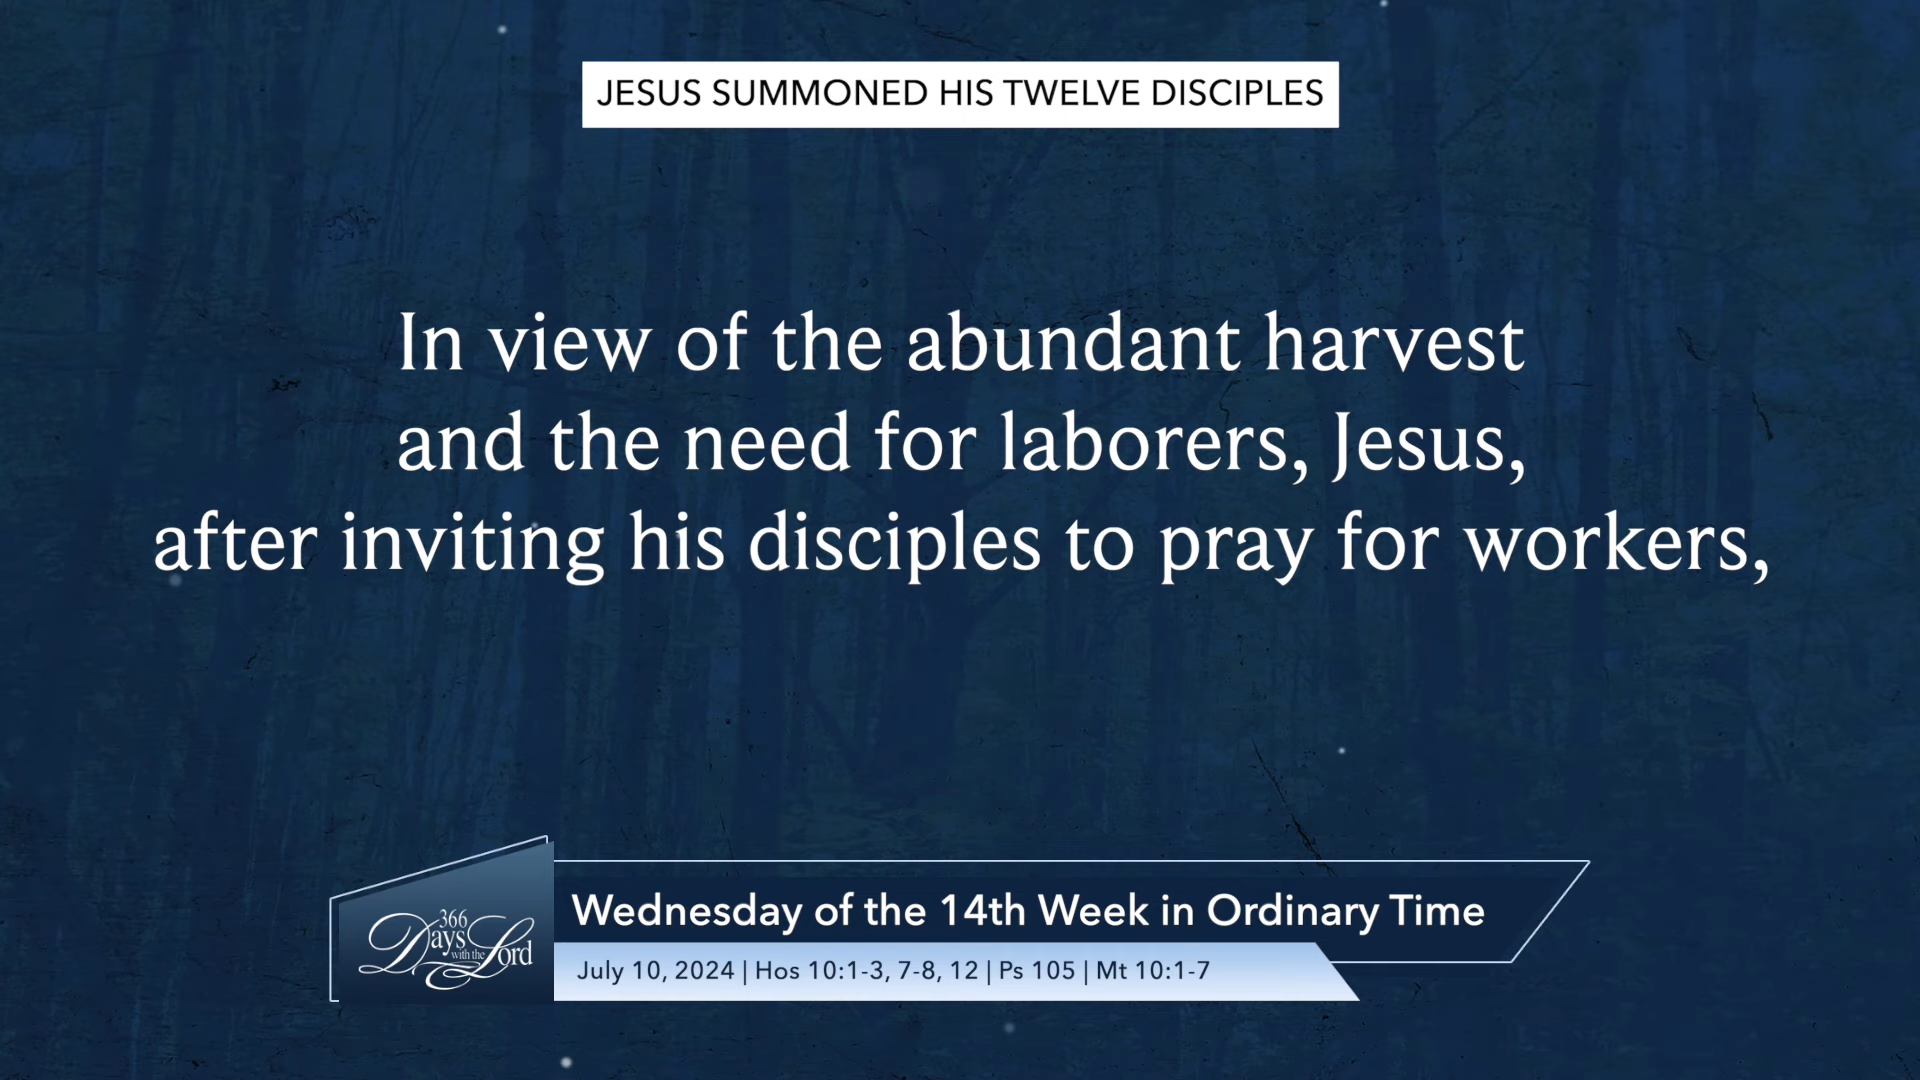 JESUS SUMMONED HIS TWELVE DISCIPLES
In view of the abundant harvest
and the need for laborers, Jesus,
after inviting his disciples to pray for workers,
366
Days
with the Lord
Wednesday of the 14th Week in Ordinary Time
July 10, 2024 | Hos 10:1-3, 7-8, 12 | Ps 105 | Mt 10:1-7